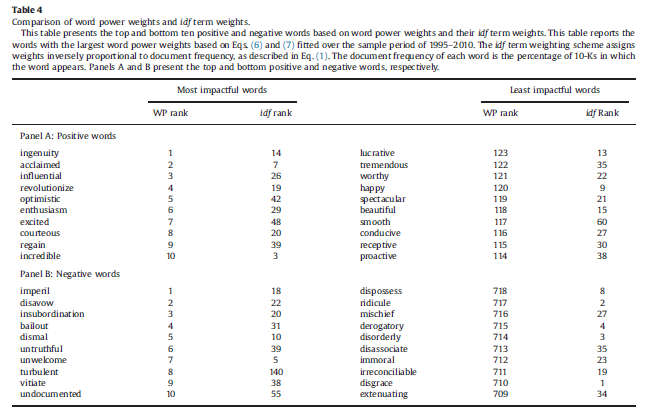 Table 4
Comparison of word power weights and idf term weights.
This table presents the top and bottom ten positive and negative words based on word power weights and their idf term weights. This table reports the
words with the largest word power weights based on Eqs. (6) and (7) fitted over the sample period of 1995–2010. The idf term weighting scheme assigns
weights inversely proportional to document frequency, as described in Eq. (1). The document frequency of each word is the percentage of 10-Ks in which
the word appears. Panels A and B present the top and bottom positive and negative words, respectively.
Most impactful words Least impactful words
WP rank idf rank WP rank idf Rank
Panel A: Positive words
ingenuity 1 14 lucrative 123 13
acclaimed 2 7 tremendous 122 35
influential 3 26 worthy 121 22
revolutionize 4 19 happy 120 9
optimistic 5 42 spectacular 119 21
enthusiasm 6 29 beautiful 118 15
excited 7 48 smooth 117 60
courteous 8 20 conducive 116 27
regain 9 39 receptive 115 30
incredible 10 3 proactive 114 38
Panel B: Negative words
imperil 1 18 dispossess 718 8
disavow 2 22 ridicule 717 2
insubordination 3 20 mischief 716 27
bailout 4 31 derogatory 715 4
dismal 5 10 disorderly 714 3
untruthful 6 39 disassociate 713 35
unwelcome 7 5 immoral 712 23
turbulent 8 140 irreconcilable 711 19
vitiate 9 38 disgrace 710 1
undocumented 10 55 extenuating 709 34